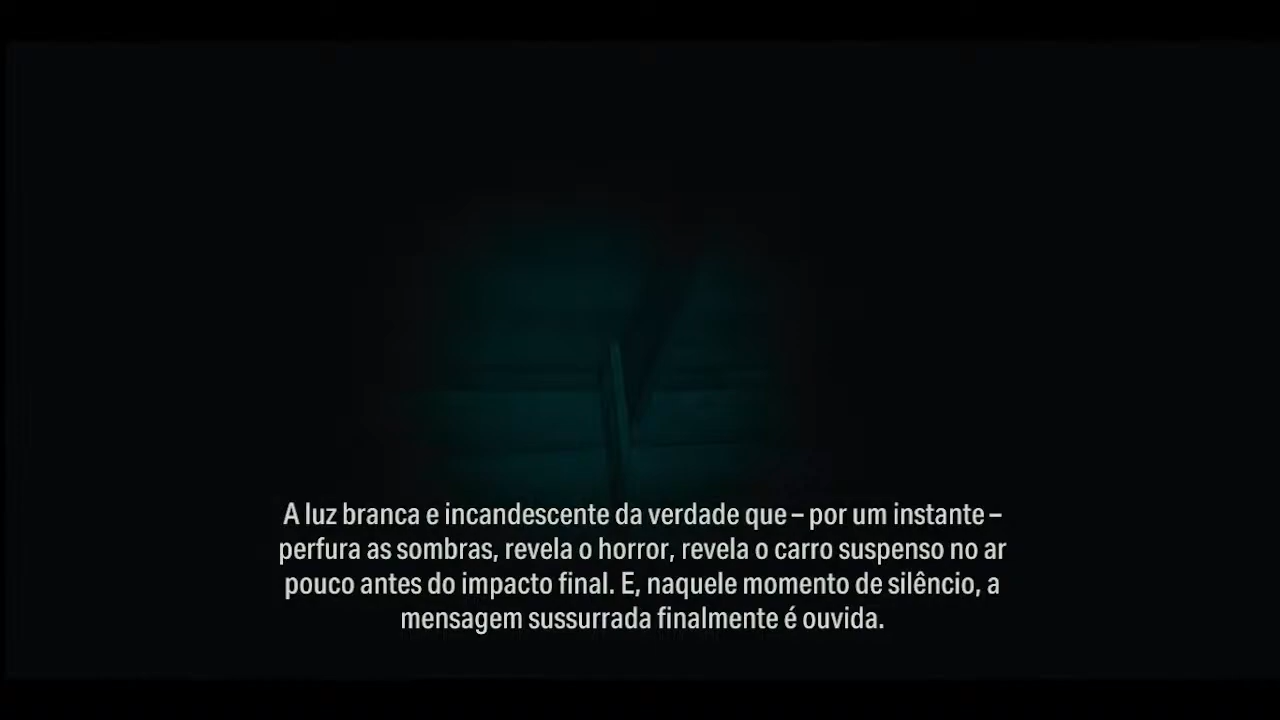 A luz branca e incandescente da verdade que – por um instante –
perfura as sombras, revela o horror, revela o carro suspenso no ar
pouco antes do impacto final. E, naquele momento de silêncio, a
mensagem sussurrada finalmente é ouvida.